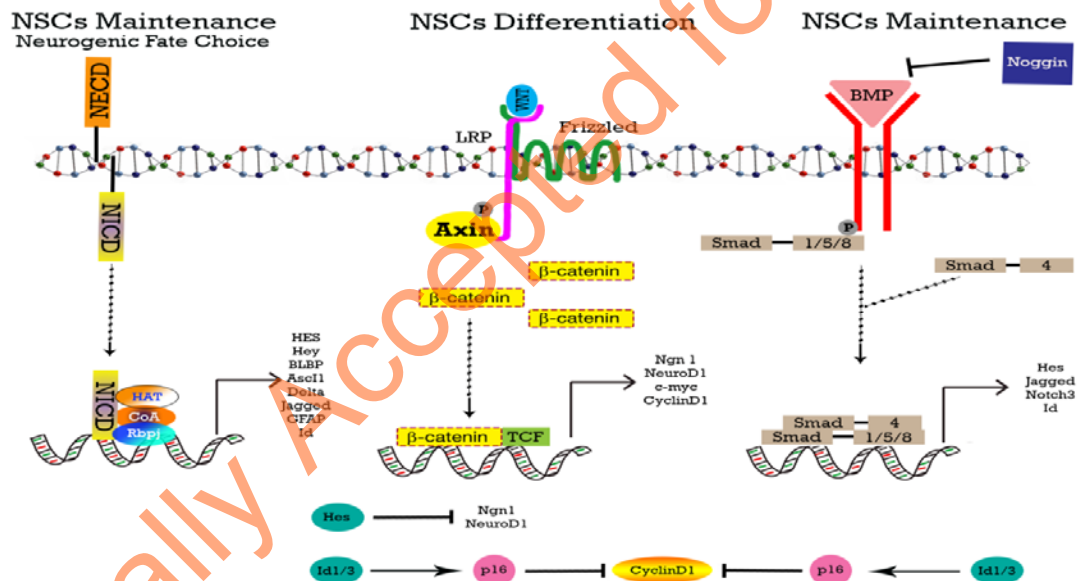 NSCs Maintenance
Neurogenic Fate Choice
NSCs Differentiation
NSCs Maintenance
NECD
NICD
NICD
HAT
CoA
Rbpj
HES
Hey
BLBP
Ascl1
Delta
Jagged
GFAP
Id
WNT
LRP
Frizzled
P
Axin
β-catenin
β-catenin
β-catenin
β-catenin
TCF
Ngn 1
NeuroD1
c-myc
CyclinD1
Noggin
BMP
P
Smad 1/5/8
Smad 4
Smad 4
Smad 1/5/8
Hes
Jagged
Notch3
Id
Hes
Ngn1
NeuroD1
Id1/3 p16 CyclinD1 p16 Id1/3
ally Accepted fo